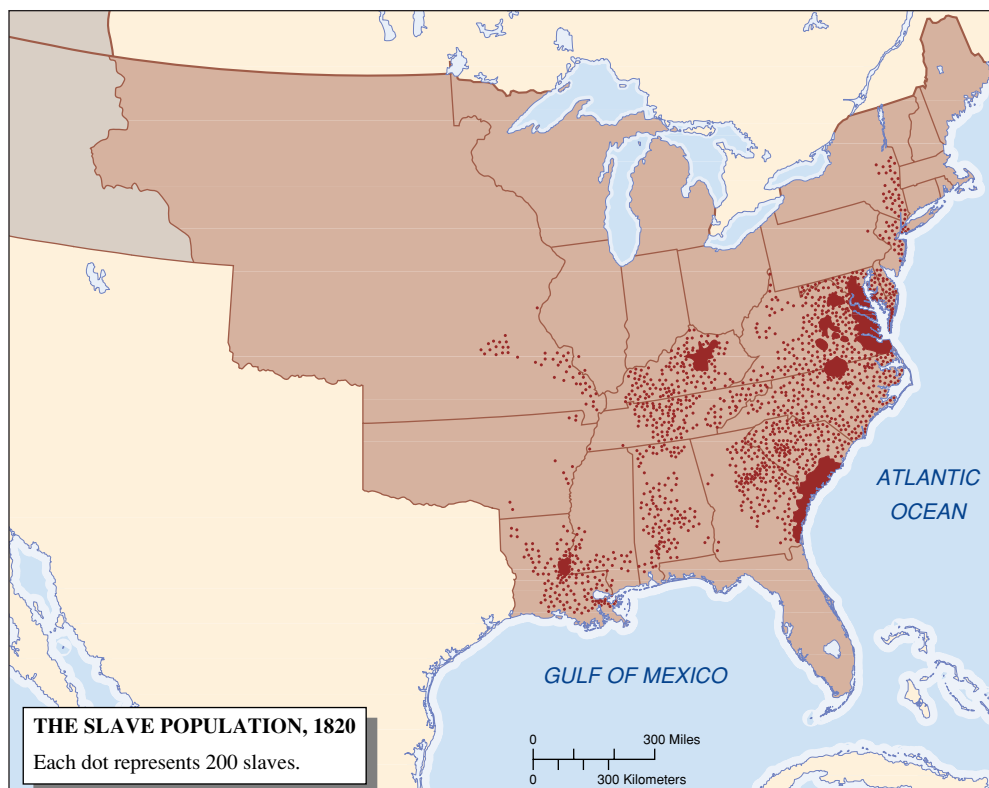 ATLANTIC
OCEAN
GULF OF MEXICO
THE SLAVE POPULATION, 1820
Each dot represents 200 slaves.
0 300 Miles
0 300 Kilometers